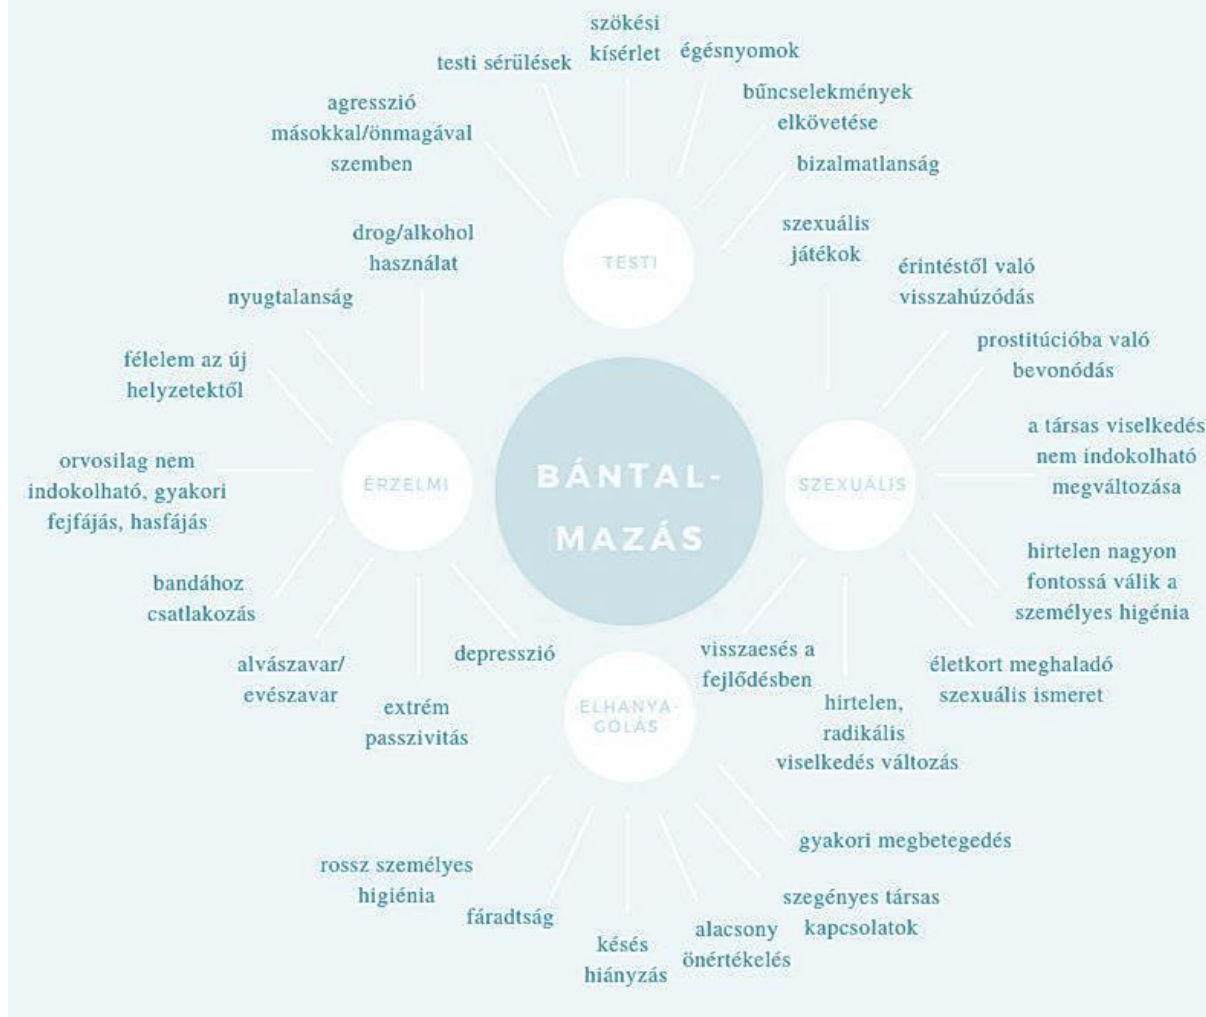 szökési
kísérlet
testi sérülések
égésnyomok
agresszió
másokkal/önmagával
szemben
bűncselekmények
elkövetése
bizalmatlanság
TESTI
drog/alkohol
használat
nyugtalanság
félelem az új
helyzetektől
orvosilag nem
indokolható, gyakori
fejfájás, hasfájás
bandához
csatlakozás
alvászavar/
evészavar
extrém
passzivitás
depresszió
ÉRZELMI
BÁNTAL-
MAZÁS
szexuális
játékok
érintéstől való
visszahúzódás
prostitúcióba való
bevonódás
a társas viselkedés
nem indokolható
megváltozása
hirtelen nagyon
fontossá válik a
személyes higénia
életkort meghaladó
szexuális ismeret
hirtelen,
radikális
viselkedés változás
visszaesés a
fejlődésben
SZEXUÁLIS
ELHANYA-
GOLÁS
rossz személyes
higiénia
fáradtság
késés
hiányzás
alacsony
önértékelés
szegényes társas
kapcsolatok
gyakori megbetegedés